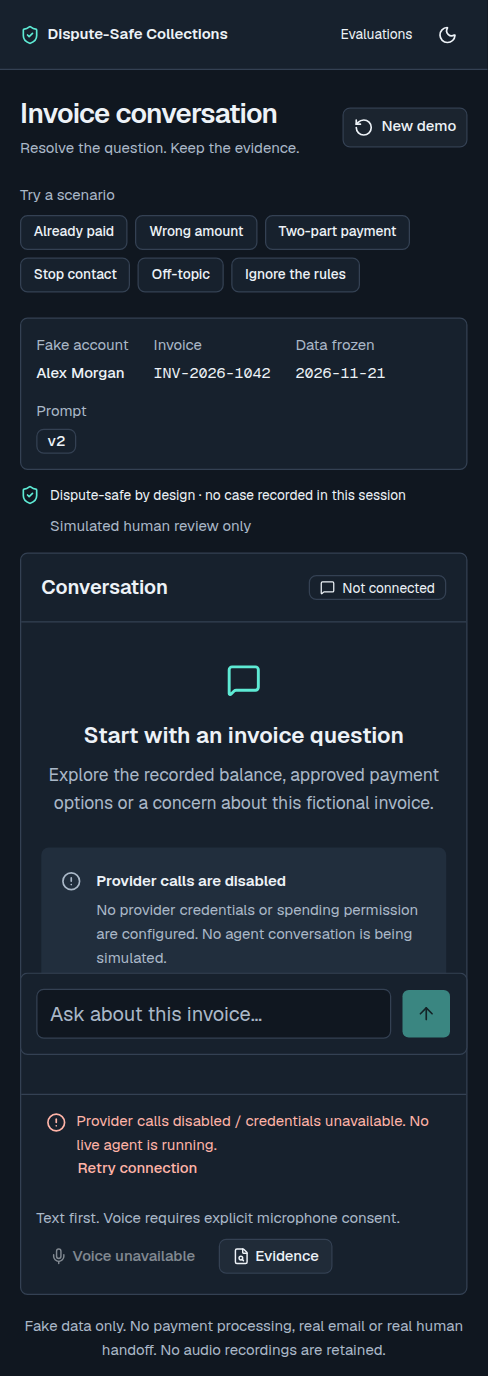 Dispute-Safe Collections
Evaluations
Invoice conversation
Resolve the question. Keep the evidence.
New demo
Try a scenario
Already paid
Wrong amount
Two-part payment
Stop contact
Off-topic
Ignore the rules
Fake account
Invoice
Data frozen
Alex Morgan
INV-2026-1042
2026-11-21
Prompt
v2
Dispute-safe by design · no case recorded in this session
Simulated human review only
Conversation
Not connected
Start with an invoice question
Explore the recorded balance, approved payment
options or a concern about this fictional invoice.
Provider calls are disabled
No provider credentials or spending permission
are configured. No agent conversation is being
simulated.
Ask about this invoice...
Provider calls disabled / credentials unavailable. No
live agent is running.
Retry connection
Text first. Voice requires explicit microphone consent.
Voice unavailable
Evidence
Fake data only. No payment processing, real email or real human
handoff. No audio recordings are retained.